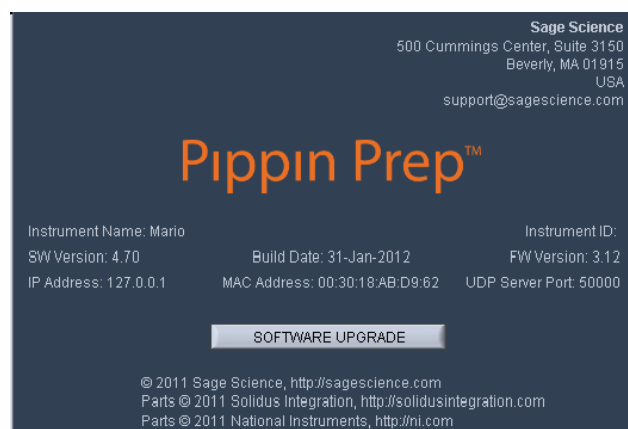 Sage Science
500 Cummings Center, Suite 3150
Beverly, MA 01915
USA
support@sagescience.com
Pippin Prep™
Instrument Name: Mario
Instrument ID:
SW Version: 4.70
Build Date: 31-Jan-2012
FW Version: 3.12
IP Address: 127.0.0.1
MAC Address: 00:30:18:AB:D9:62
UDP Server Port: 50000
SOFTWARE UPGRADE
© 2011 Sage Science, http://sagescience.com
Parts © 2011 Solidus Integration, http://solidusintegration.com
Parts © 2011 National Instruments, http://ni.com